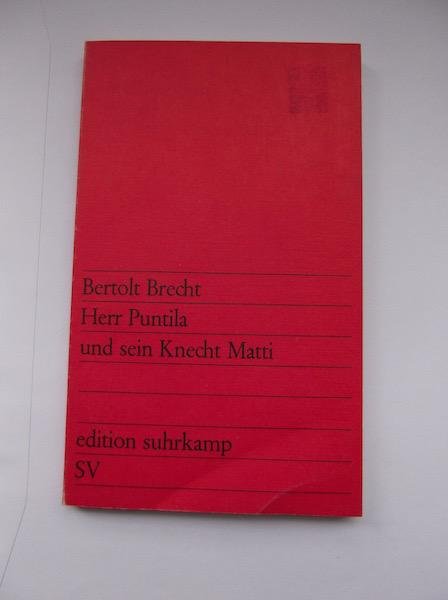 Bertolt Brecht
Herr Puntila
und sein Knecht Matti
edition suhrkamp
SV